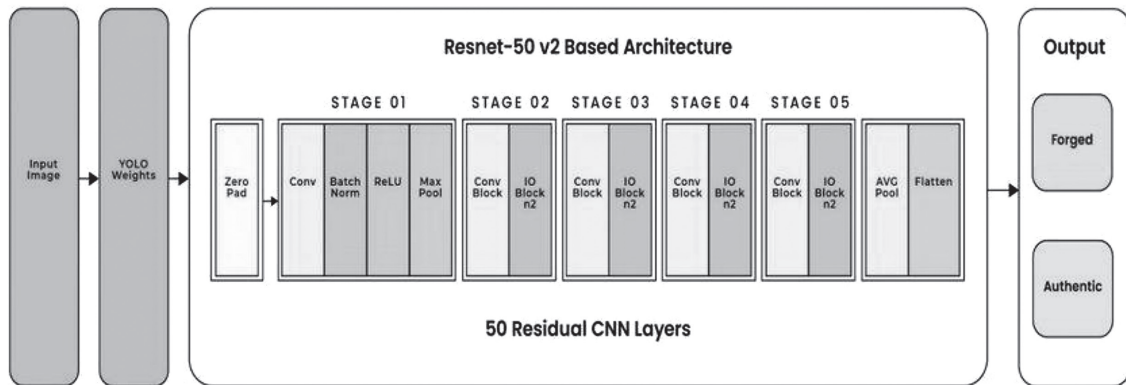 Resnet-50 v2 Based Architecture
Output
STAGE 01
STAGE 02
STAGE 03
STAGE 04
STAGE 05
Input
Image
YOLO
Weights
Zero
Pad
Conv
Batch
Norm
ReLU
Max
Pool
Conv
Block
IO
Block
n2
Conv
Block
IO
Block
n2
Conv
Block
IO
Block
n2
Conv
Block
IO
Block
n2
AVG
Pool
Flatten
Forged
Authentic
50 Residual CNN Layers